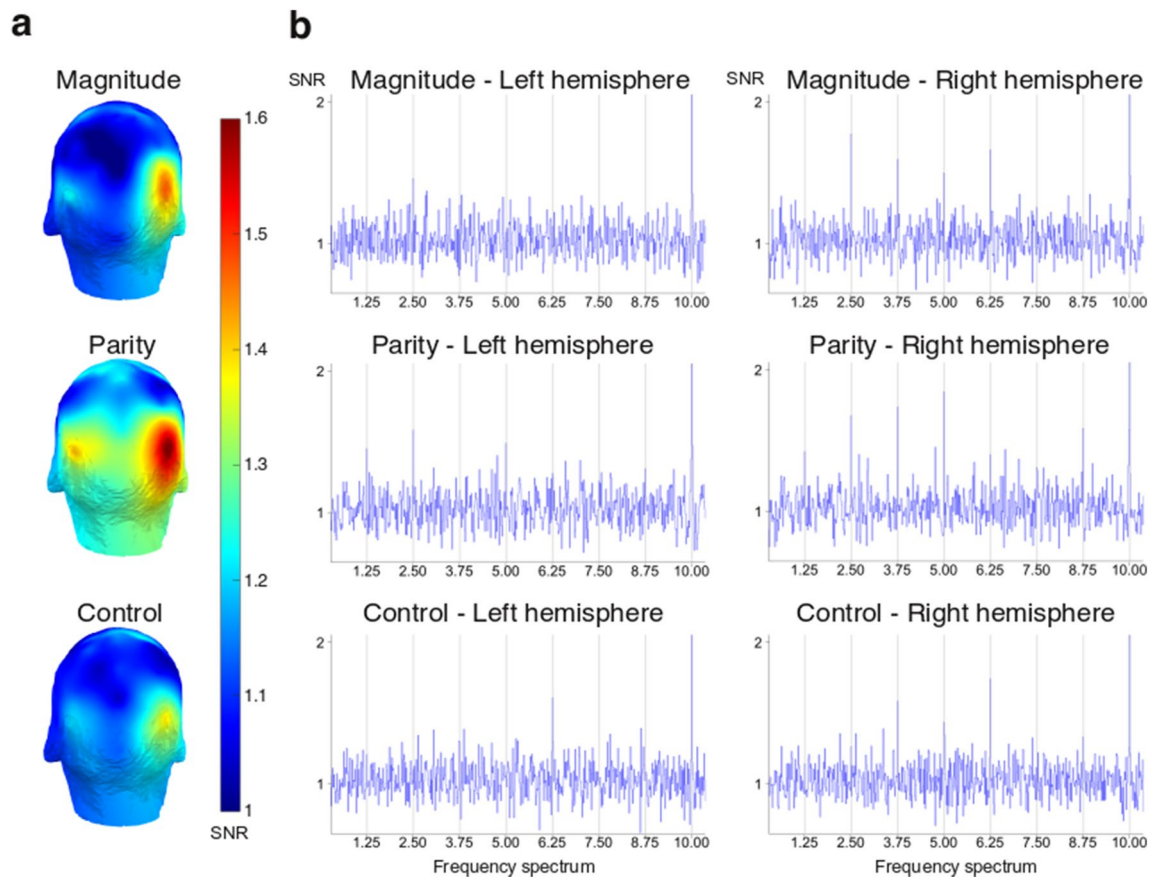 a
b
Magnitude
Parity
Control
1.6
1.5
1.4
1.3
1.2
1.1
1
SNR
SNR
Magnitude - Left hemisphere
2
1
1.25 2.50 3.75 5.00 6.25 7.50 8.75 10.00
SNR
Magnitude - Right hemisphere
2
1
1.25 2.50 3.75 5.00 6.25 7.50 8.75 10.00
Parity - Left hemisphere
2
1
1.25 2.50 3.75 5.00 6.25 7.50 8.75 10.00
Parity - Right hemisphere
2
1
1.25 2.50 3.75 5.00 6.25 7.50 8.75 10.00
Control - Left hemisphere
2
1
1.25 2.50 3.75 5.00 6.25 7.50 8.75 10.00
Frequency spectrum
Control - Right hemisphere
2
1
1.25 2.50 3.75 5.00 6.25 7.50 8.75 10.00
Frequency spectrum